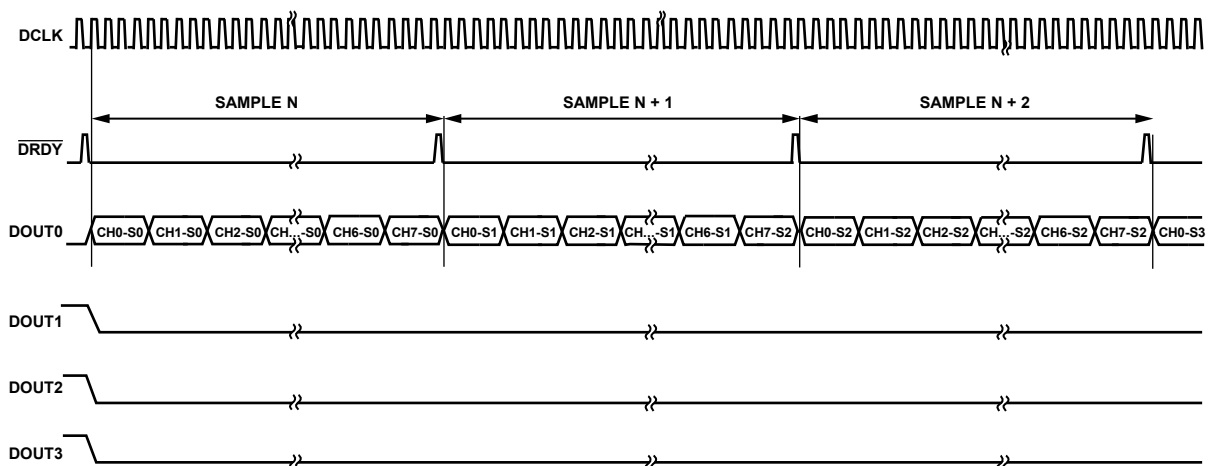 DCLK
SAMPLE N SAMPLE N + 1 SAMPLE N + 2
DRDY
DOUT0 CH0-S0 CH1-S0 CH2-S0 CH...-S0 CH6-S0 CH7-S0 CH0-S1 CH1-S1 CH2-S1 CH...-S1 CH6-S1 CH7-S2 CH0-S2 CH1-S2 CH2-S2 CH...-S2 CH6-S2 CH7-S2 CH0-S3
DOUT1
DOUT2
DOUT3